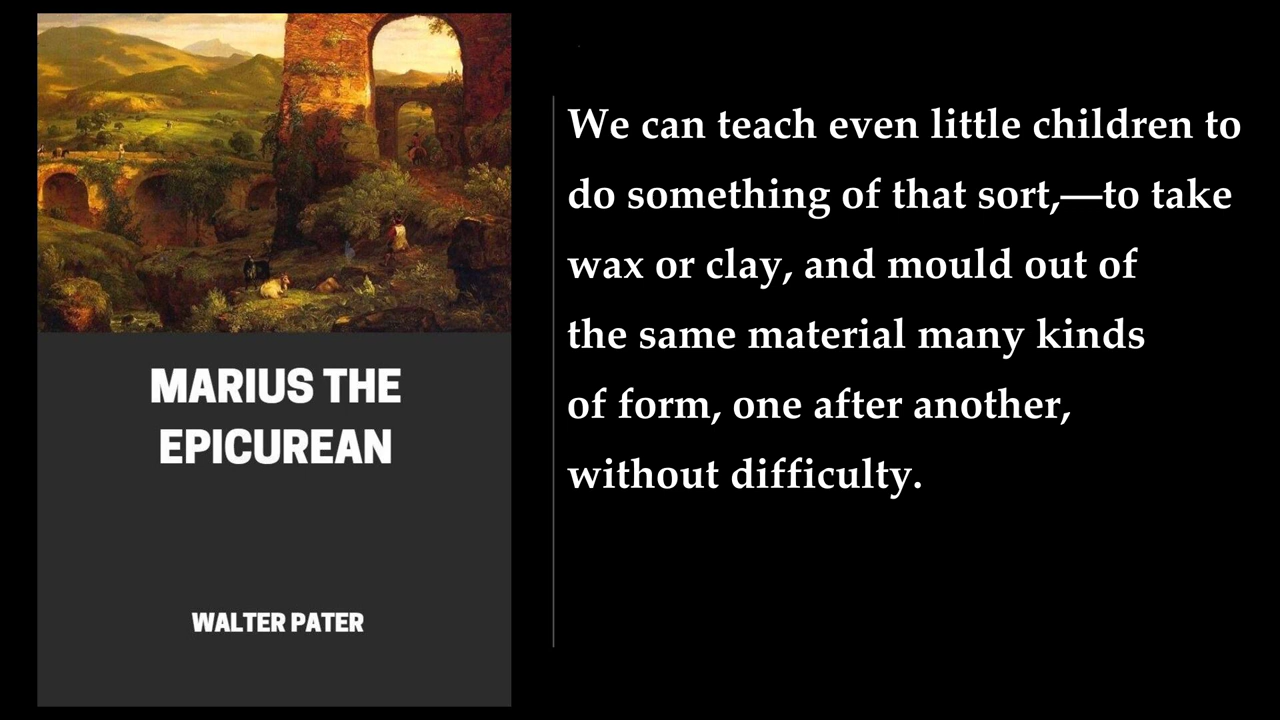 MARIUS THE
EPICUREAN
WALTER PATER
We can teach even little children to
do something of that sort,—to take
wax or clay, and mould out of
the same material many kinds
of form, one after another,
without difficulty.